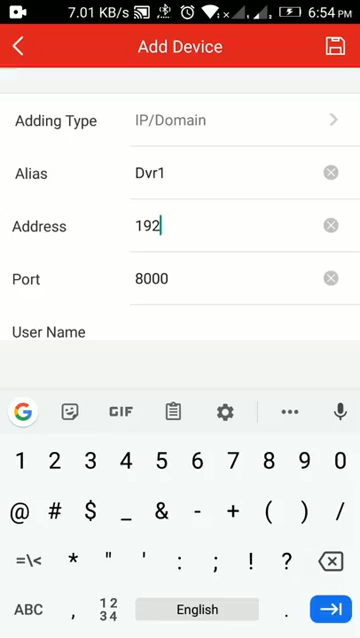 7.01 KB/s 6:54 PM
Add Device
Adding Type IP/Domain
Alias Dvr1
Address 192
Port 8000
User Name
G GIF
1 2 3 4 5 6 7 8 9 0
@ # $ _ & - + ( ) /
=\< * " ' : ; ! ?
ABC , 12 34 English .